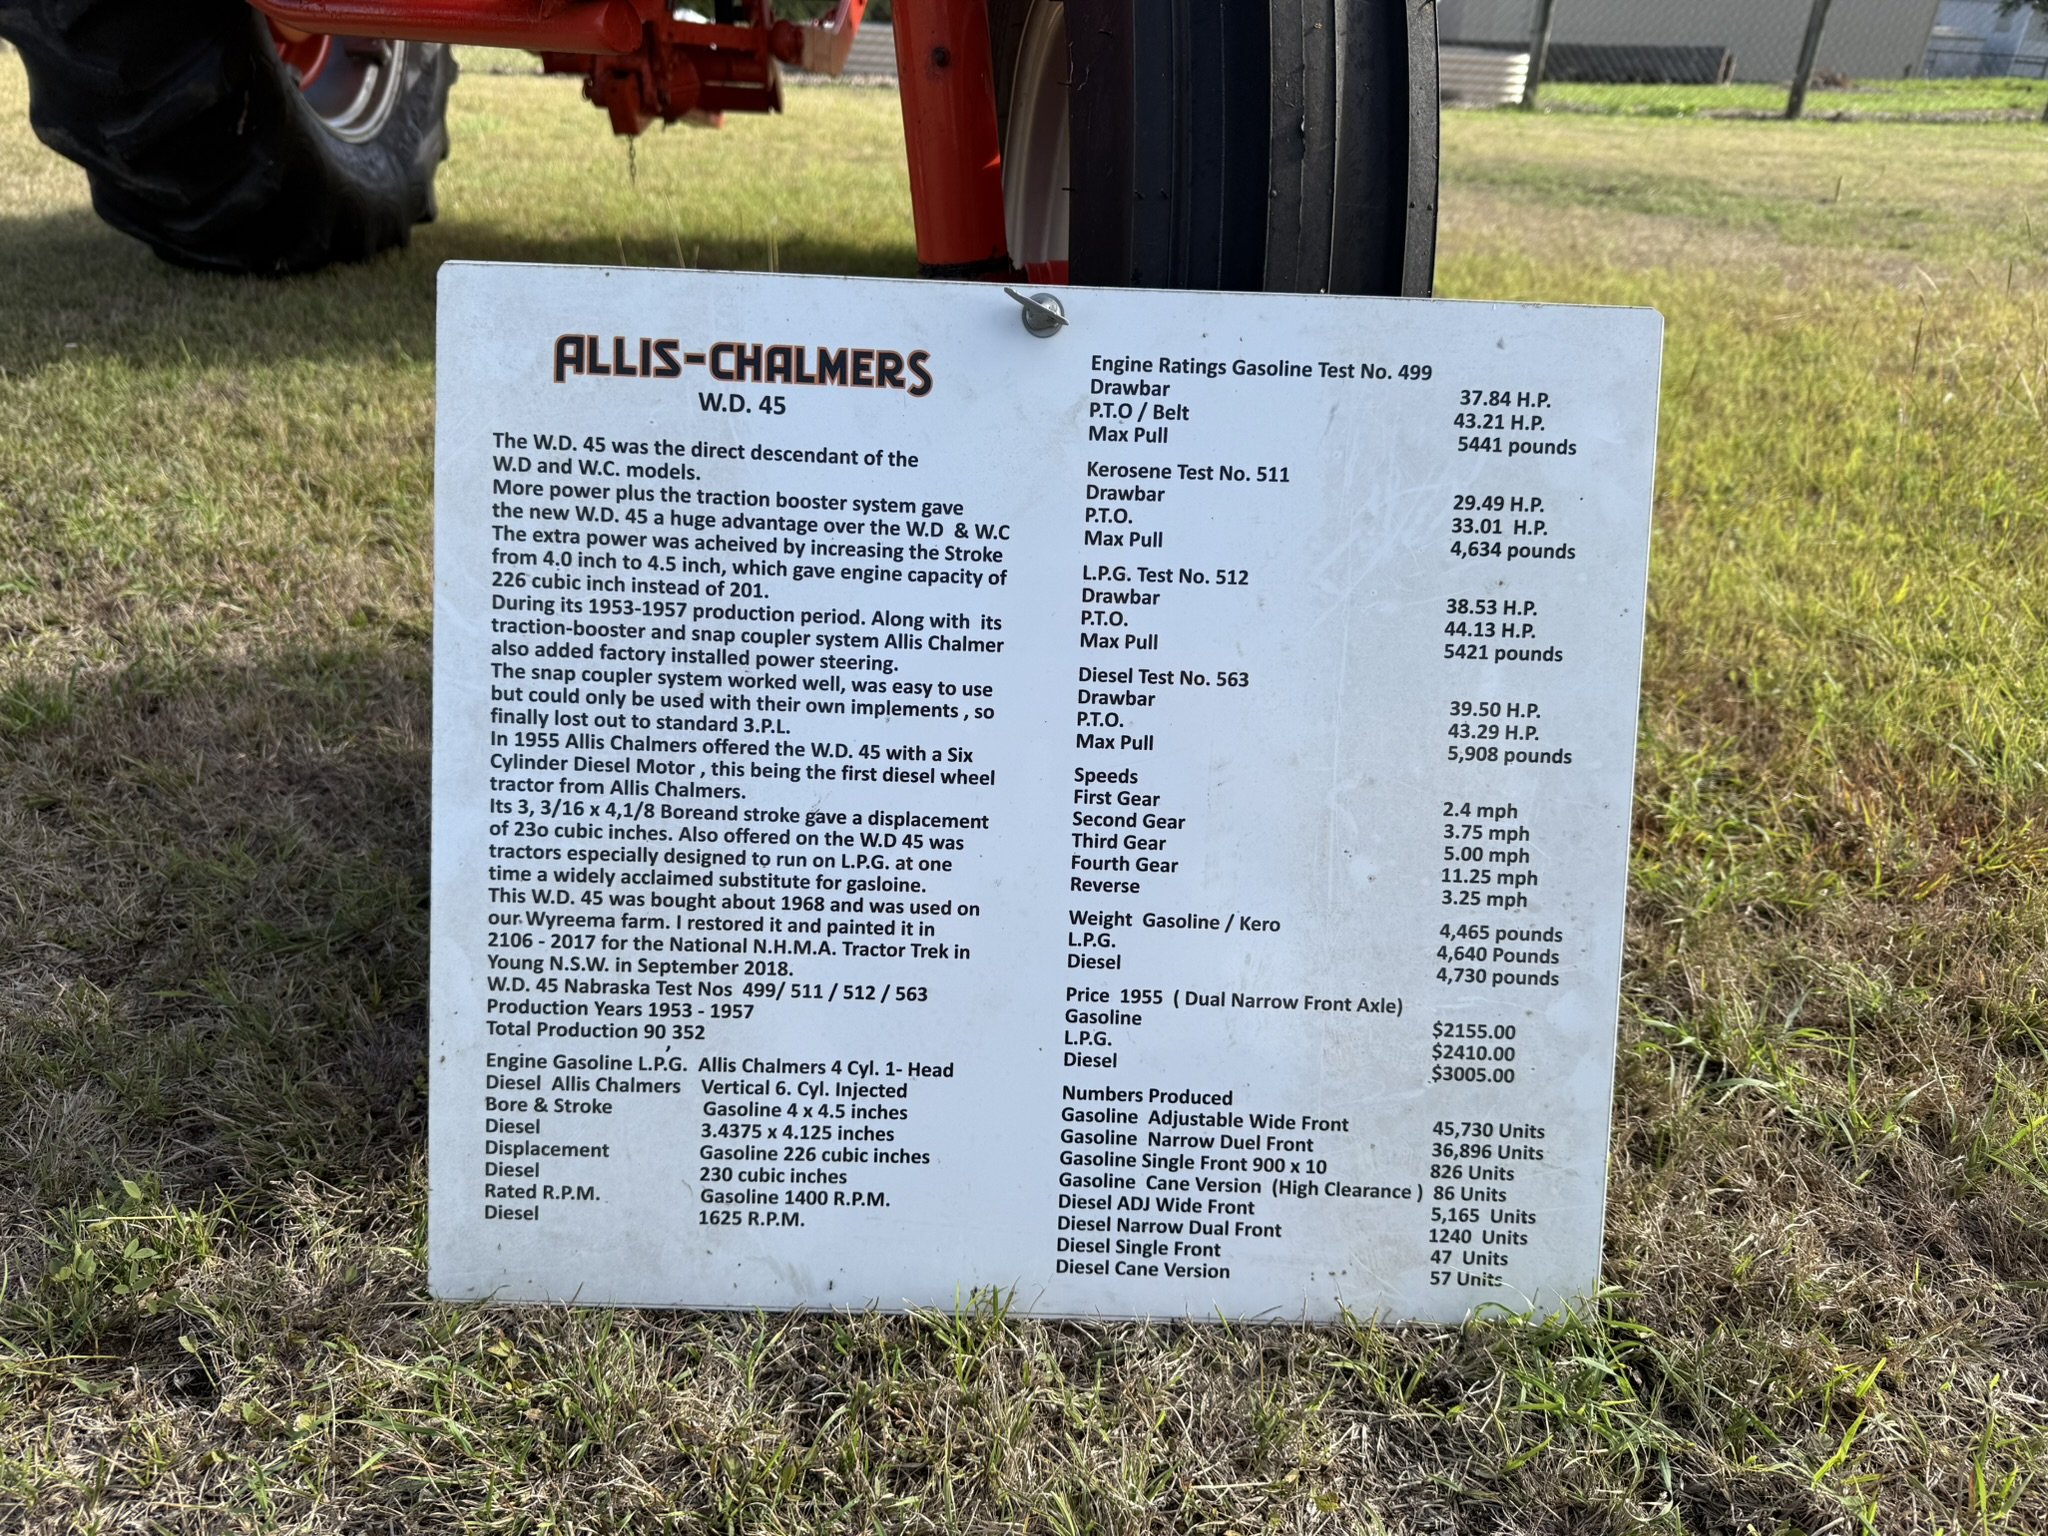 ALLIS-CHALMERS
W.D. 45
The W.D. 45 was the direct descendant of the
W.D and W.C. models.
More power plus the traction booster system gave
the new W.D. 45 a huge advantage over the W.D & W.C
The extra power was acheived by increasing the Stroke
from 4.0 inch to 4.5 inch, which gave engine capacity of
226 cubic inch instead of 201.
During its 1953-1957 production period. Along with its
traction-booster and snap coupler system Allis Chalmer
also added factory installed power steering.
The snap coupler system worked well, was easy to use
but could only be used with their own implements , so
finally lost out to standard 3.P.L.
In 1955 Allis Chalmers offered the W.D. 45 with a Six
Cylinder Diesel Motor , this being the first diesel wheel
tractor from Allis Chalmers.
Its 3, 3/16 x 4,1/8 Boreand stroke gave a displacement
of 23o cubic inches. Also offered on the W.D 45 was
tractors especially designed to run on L.P.G. at one
time a widely acclaimed substitute for gasloine.
This W.D. 45 was bought about 1968 and was used on
our Wyreema farm. I restored it and painted it in
2106 - 2017 for the National N.H.M.A. Tractor Trek in
Young N.S.W. in September 2018.
W.D. 45 Nabraska Test Nos 499/ 511 / 512 / 563
Production Years 1953 - 1957
Total Production 90,352
Engine Gasoline L.P.G. Allis Chalmers 4 Cyl. 1- Head
Diesel Allis Chalmers Vertical 6. Cyl. Injected
Bore & Stroke Gasoline 4 x 4.5 inches
Diesel 3.4375 x 4.125 inches
Displacement Gasoline 226 cubic inches
Diesel 230 cubic inches
Rated R.P.M. Gasoline 1400 R.P.M.
Diesel 1625 R.P.M.
Engine Ratings Gasoline Test No. 499
Drawbar 37.84 H.P.
P.T.O / Belt 43.21 H.P.
Max Pull 5441 pounds
Kerosene Test No. 511
Drawbar 29.49 H.P.
P.T.O. 33.01 H.P.
Max Pull 4,634 pounds
L.P.G. Test No. 512
Drawbar 38.53 H.P.
P.T.O. 44.13 H.P.
Max Pull 5421 pounds
Diesel Test No. 563
Drawbar 39.50 H.P.
P.T.O. 43.29 H.P.
Max Pull 5,908 pounds
Speeds
First Gear 2.4 mph
Second Gear 3.75 mph
Third Gear 5.00 mph
Fourth Gear 11.25 mph
Reverse 3.25 mph
Weight Gasoline / Kero 4,465 pounds
L.P.G. 4,640 Pounds
Diesel 4,730 pounds
Price 1955 ( Dual Narrow Front Axle)
Gasoline $2155.00
L.P.G. $2410.00
Diesel $3005.00
Numbers Produced
Gasoline Adjustable Wide Front 45,730 Units
Gasoline Narrow Duel Front 36,896 Units
Gasoline Single Front 900 x 10 826 Units
Gasoline Cane Version (High Clearance ) 86 Units
Diesel ADJ Wide Front 5,165 Units
Diesel Narrow Dual Front 1240 Units
Diesel Single Front 47 Units
Diesel Cane Version 57 Units